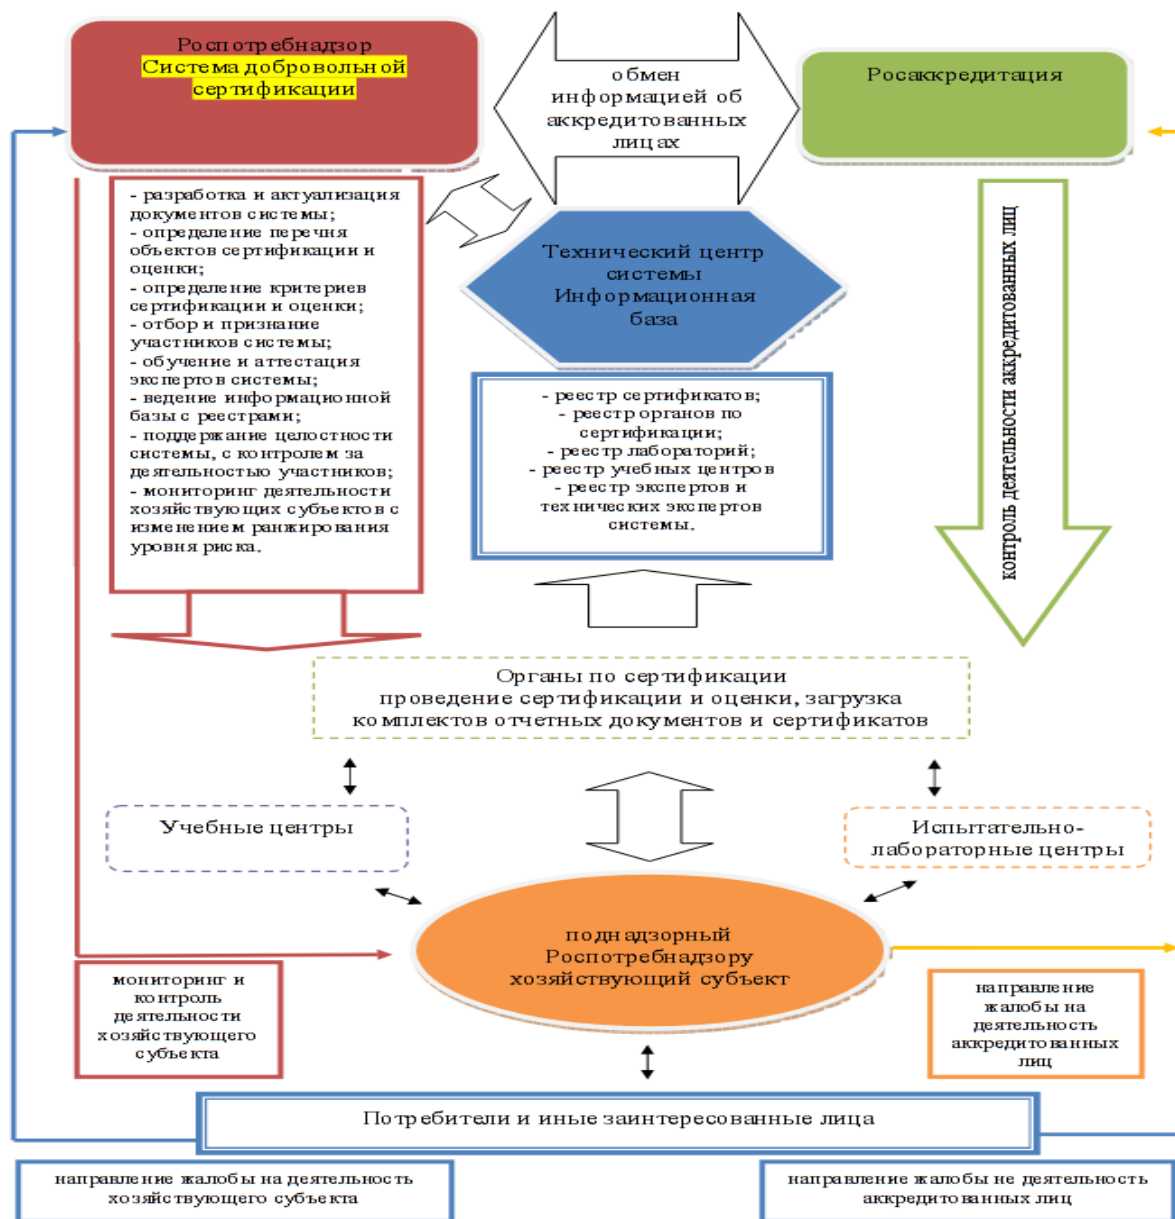 Роспотребнадзор
Система добровольной
сертификации
обмен
информацией об
аккредитованных
лицах
Росаккредитация
- разработка и актуализация
документов системы;
- определение перечня
объектов сертификации и
оценки;
- определение критериев
сертификации и оценки;
- отбор и признание
участников системы;
- обучение и аттестация
экспертов системы;
- ведение информационной
базы с реестрами;
- поддержание целостности
системы, с контролем за
деятельностью участников;
- мониторинг деятельности
хозяйствующих субъектов с
изменением ранжирования
уровня риска.
Технический центр
системы
Информационная
база
- реестр сертификатов;
- реестр органов по
сертификации;
- реестр лабораторий;
- реестр учебных центров
- реестр экспертов и
технических экспертов
системы.
контроль деятельности аккредитованных лиц
Органы по сертификации
проведение сертификации и оценки, загрузка
комплектов отчетных документов и сертификатов
Учебные центры
Испытательно-
лабораторные центры
поднадзорный
Роспотребнадзору
хозяйствующий субъект
мониторинг и
контроль
деятельности
хозяйствующего
субъекта
направление
жалобы на
деятельность
аккредитованных
лиц
Потребители и иные заинтересованные лица
направление жалобы на деятельность
хозяйствующего субъекта
направление жалобы не деятельность
аккредитованных лиц